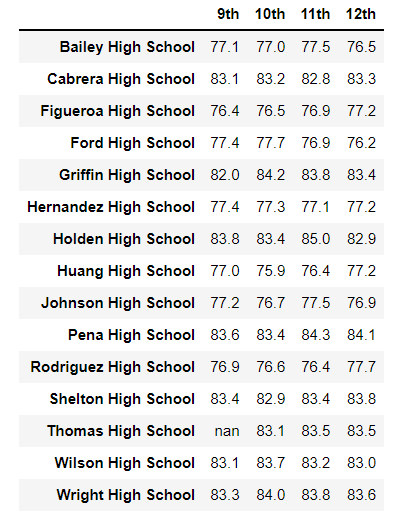 9th 10th 11th 12th
Bailey High School 77.1 77.0 77.5 76.5
Cabrera High School 83.1 83.2 82.8 83.3
Figueroa High School 76.4 76.5 76.9 77.2
Ford High School 77.4 77.7 76.9 76.2
Griffin High School 82.0 84.2 83.8 83.4
Hernandez High School 77.4 77.3 77.1 77.2
Holden High School 83.8 83.4 85.0 82.9
Huang High School 77.0 75.9 76.4 77.2
Johnson High School 77.2 76.7 77.5 76.9
Pena High School 83.6 83.4 84.3 84.1
Rodriguez High School 76.9 76.6 76.4 77.7
Shelton High School 83.4 82.9 83.4 83.8
Thomas High School nan 83.1 83.5 83.5
Wilson High School 83.1 83.7 83.2 83.0
Wright High School 83.3 84.0 83.8 83.6